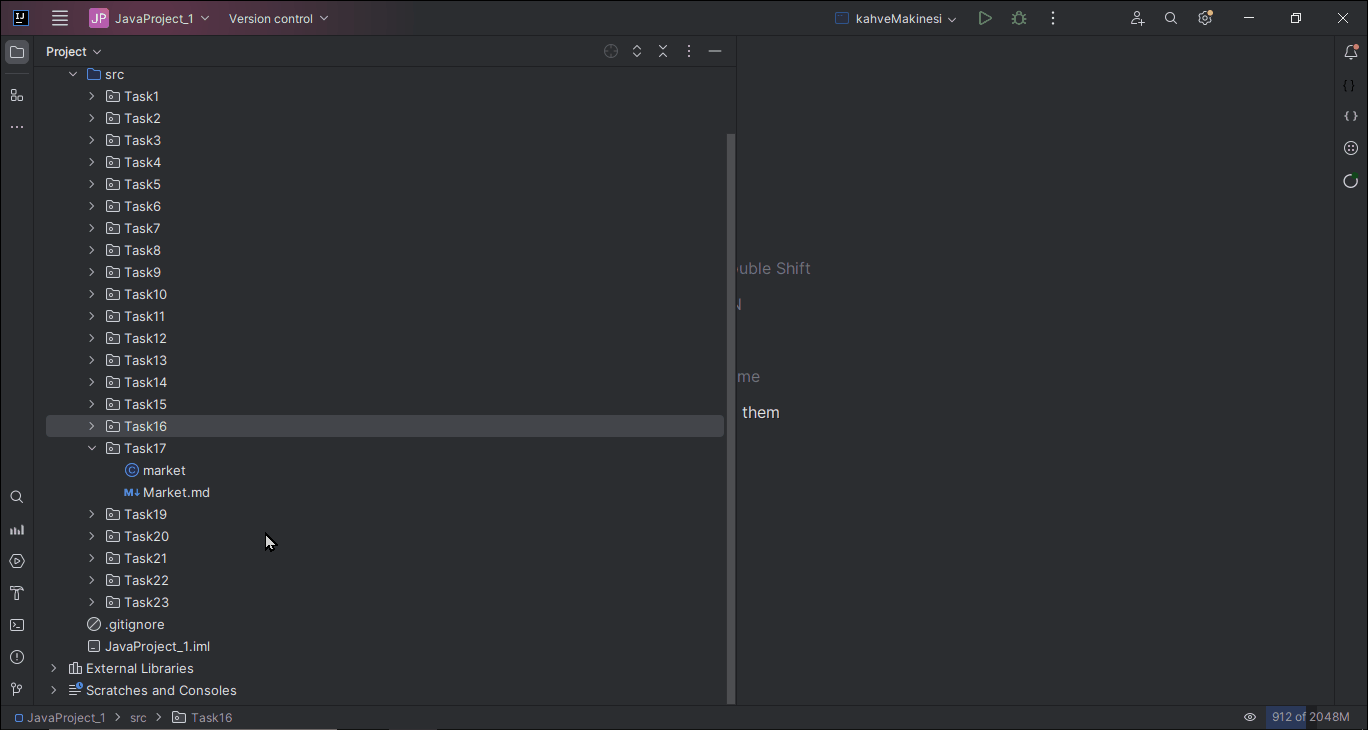 IJ JP JavaProject_1 Version control kahveMakinesi
Project
src
Task1
Task2
Task3
Task4
Task5
Task6
Task7
Task8
uble Shift
Task9
Task10
N
Task11
Task12
Task13
me
Task14
Task15
them
Task16
Task17
C market
M↓ Market.md
Task19
Task20
Task21
Task22
Task23
.gitignore
JavaProject_1.iml
External Libraries
Scratches and Consoles
JavaProject_1 > src > Task16 912 of 2048M